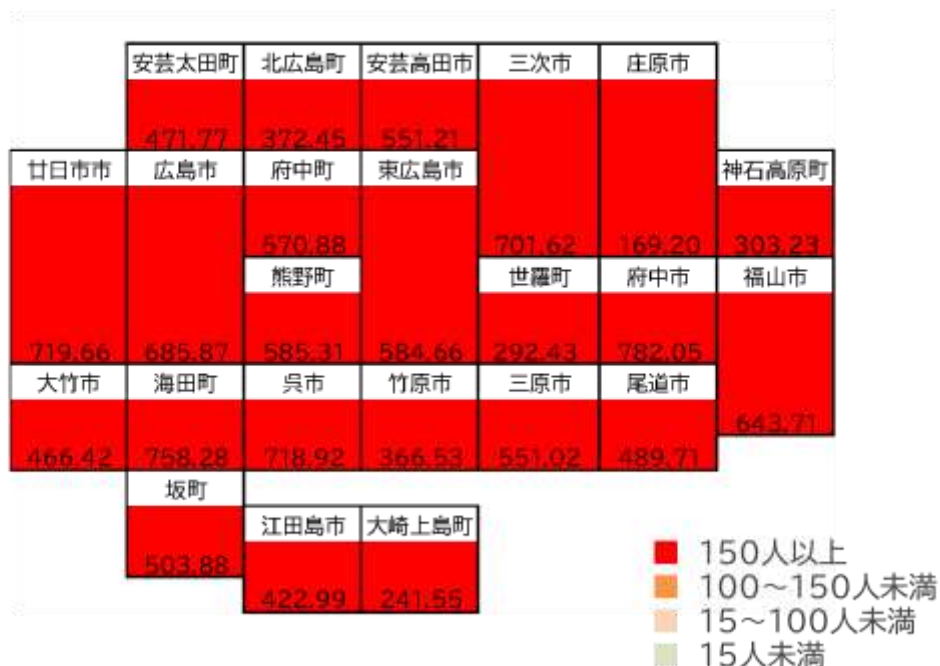 安芸太田町 北広島町 安芸高田市 三次市 庄原市
471.77 372.45 551.21
廿日市市 広島市 府中町 東広島市 神石高原町
570.88 701.62 169.20 303.23
熊野町 世羅町 府中市 福山市
719.66 685.87 585.31 584.66 292.43 782.05
大竹市 海田町 呉市 竹原市 三原市 尾道市
643.71
466.42 758.28 718.92 366.53 551.02 489.71
坂町
江田島市 大崎上島町
503.88
422.99 241.55
150人以上
100～150人未満
15～100人未満
15人未満